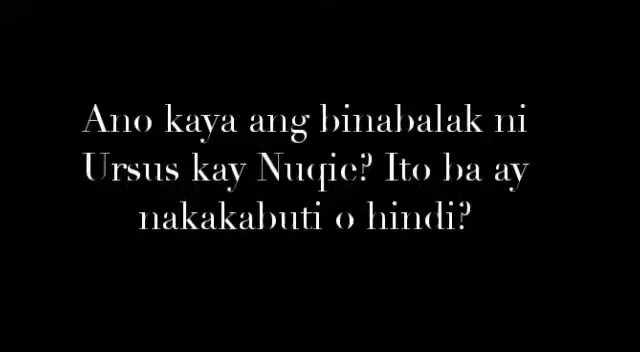 Ano kaya ang binabalak ni
Ursus kay Nuqie? Ito ba ay
nakakabuti o hindi?